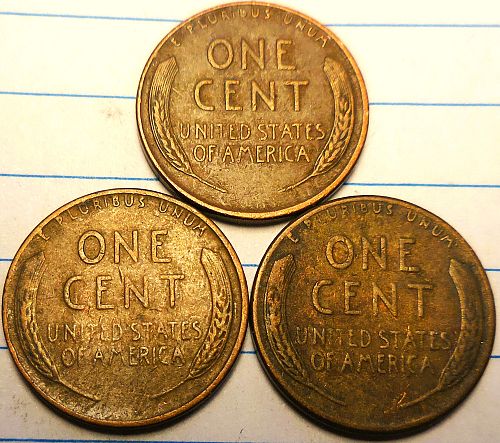 E PLURIBUS UNUM
ONE
CENT
UNITED STATES
OF AMERICA
E PLURIBUS UNUM
ONE
CENT
UNITED STATES
OF AMERICA
E PLURIBUS UNUM
ONE
CENT
UNITED STATES
OF AMERICA